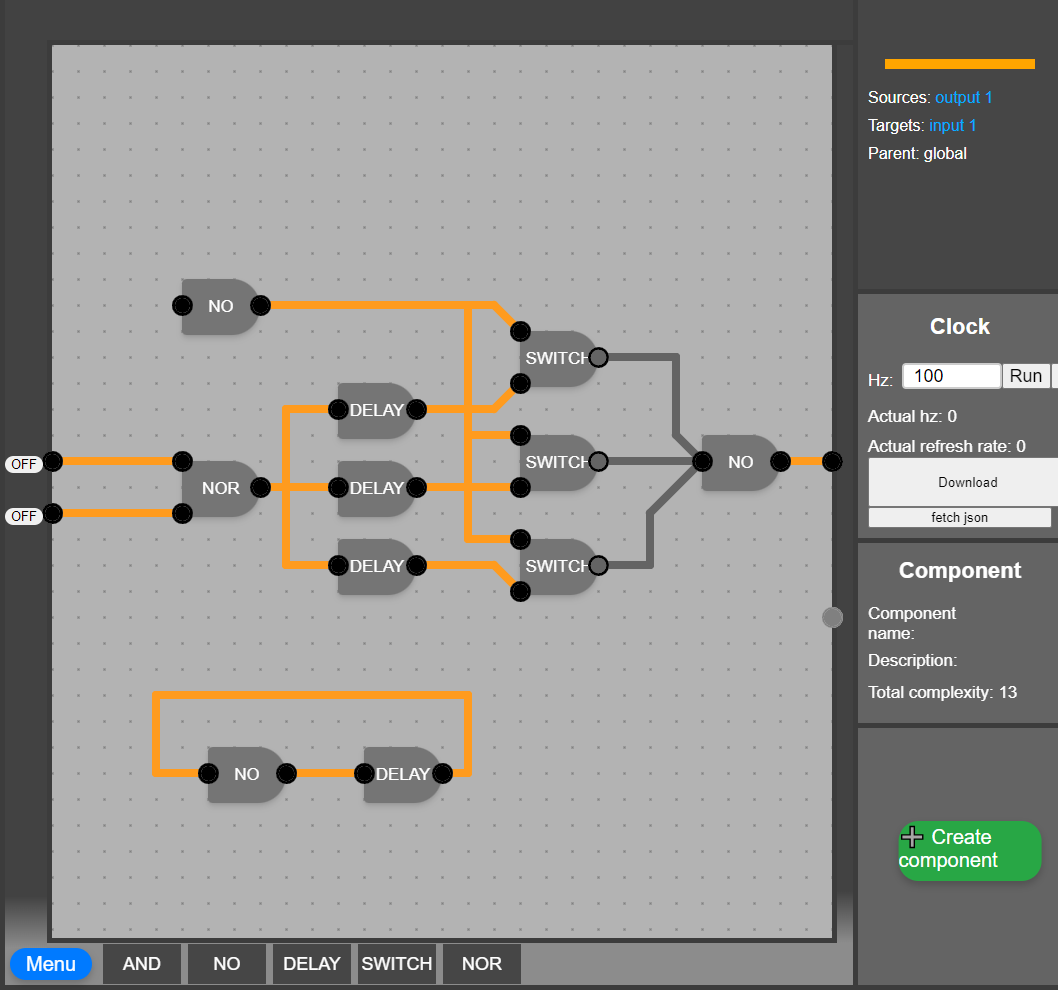 Sources: output 1
Targets: input 1
Parent: global
NO
SWITCH
DELAY
OFF
NOR
DELAY
SWITCH
NO
OFF
DELAY
SWITCH
NO
DELAY
Clock
Hz: 100 Run
Actual hz: 0
Actual refresh rate: 0
Download
fetch json
Component
Component
name:
Description:
Total complexity: 13
Create
component
Menu AND NO DELAY SWITCH NOR